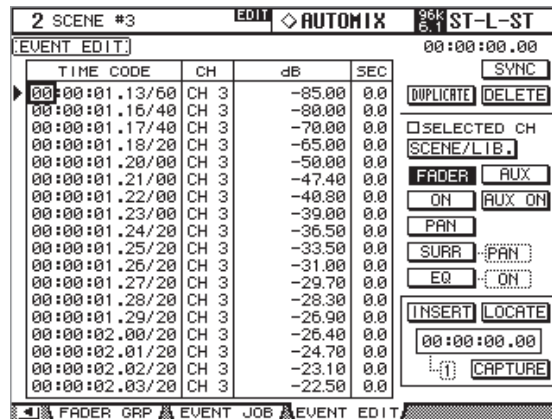 2 SCENE #3 EDIT ◇AUTOMIX 96k 6.1 ST-L-ST
EVENT EDIT 00:00:00.00
TIME CODE CH dB SEC SYNC
00:00:01.13/60 CH 3 -85.00 0.0 DUPLICATE DELETE
00:00:01.16/40 CH 3 -80.00 0.0
00:00:01.17/40 CH 3 -70.00 0.0 SELECTED CH
00:00:01.18/20 CH 3 -65.00 0.0 SCENE/LIB.
00:00:01.20/00 CH 3 -50.00 0.0
00:00:01.21/00 CH 3 -47.40 0.0 FADER AUX
00:00:01.22/00 CH 3 -40.80 0.0 ON AUX ON
00:00:01.23/00 CH 3 -39.00 0.0
00:00:01.24/20 CH 3 -36.50 0.0 PAN
00:00:01.25/20 CH 3 -33.50 0.0 SURR PAN
00:00:01.26/20 CH 3 -31.00 0.0
00:00:01.27/20 CH 3 -29.70 0.0 EQ ON
00:00:01.28/20 CH 3 -28.30 0.0
00:00:01.29/20 CH 3 -26.90 0.0 INSERT LOCATE
00:00:02.00/20 CH 3 -26.40 0.0 00:00:00.00
00:00:02.01/20 CH 3 -24.70 0.0
00:00:02.02/20 CH 3 -23.10 0.0 1 CAPTURE
00:00:02.03/20 CH 3 -22.50 0.0
FADER GRP EVENT JOB EVENT EDIT